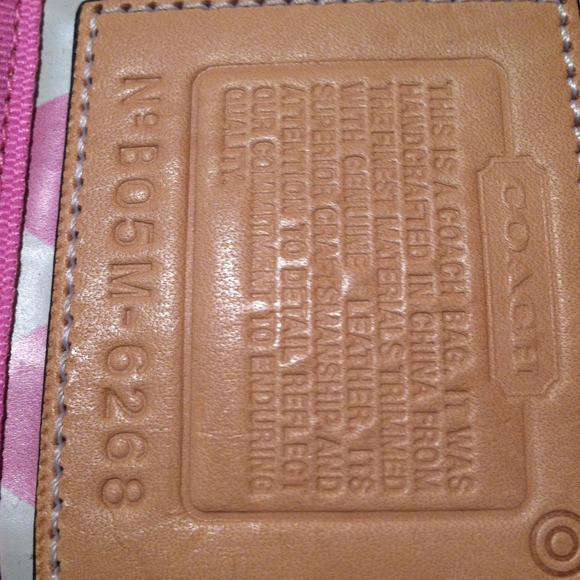 COACH
THIS IS A COACH BAG. IT WAS
HANDCRAFTED IN CHINA FROM
THE FINEST MATERIALS TRIMMED
WITH GENUINE LEATHER. ITS
SUPERIOR CRAFTSMANSHIP AND
ATTENTION TO DETAIL REFLECT
OUR COMMITMENT TO ENDURING
QUALITY.
Nº B05M-6268